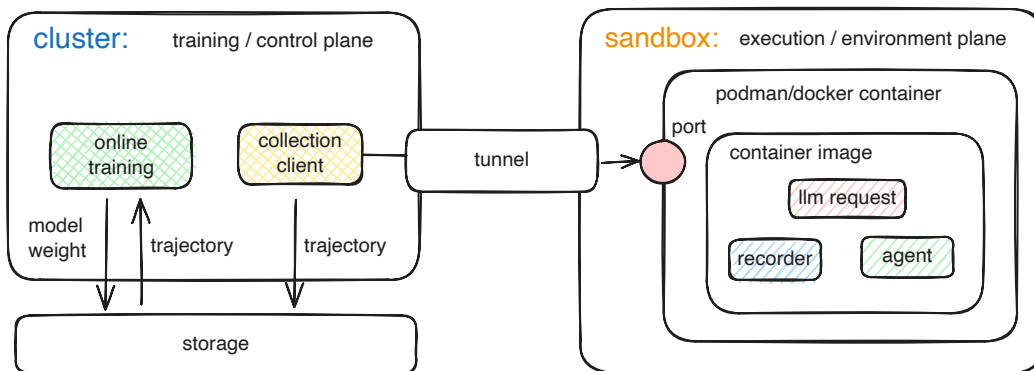 cluster:
training / control plane
online
training
collection
client
model
weight
trajectory
trajectory
storage
tunnel
sandbox:
execution / environment plane
podman/docker container
port
container image
llm request
recorder
agent